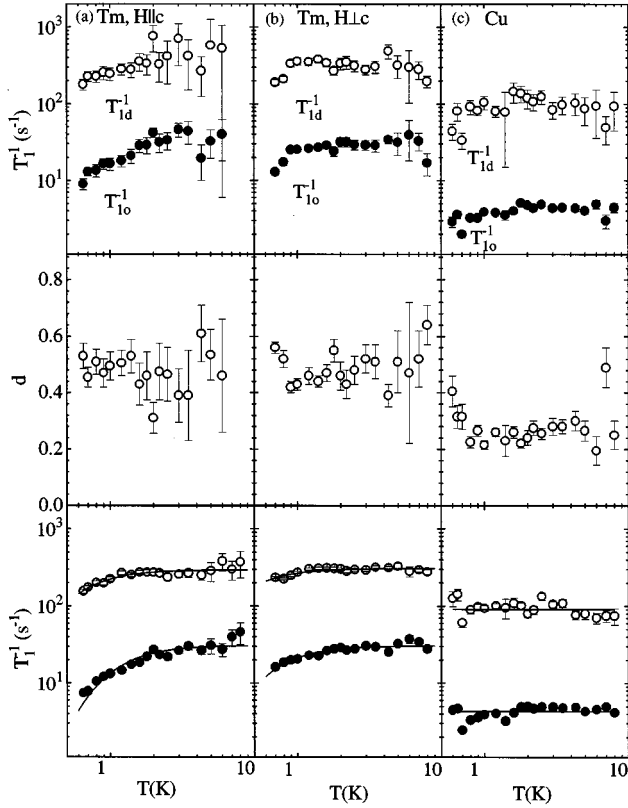 (a) Tm, H∥c
(b) Tm, H⊥c
(c) Cu
10³
10²
10¹
T₁⁻¹ (s⁻¹)
T₁d⁻¹
T₁o⁻¹
T₁d⁻¹
T₁o⁻¹
T₁d⁻¹
T₁o⁻¹
0.8
0.6
0.4
0.2
0.0
d
10³
10²
10¹
T₁⁻¹ (s⁻¹)
1 10 1 10 1 10
T(K) T(K) T(K)